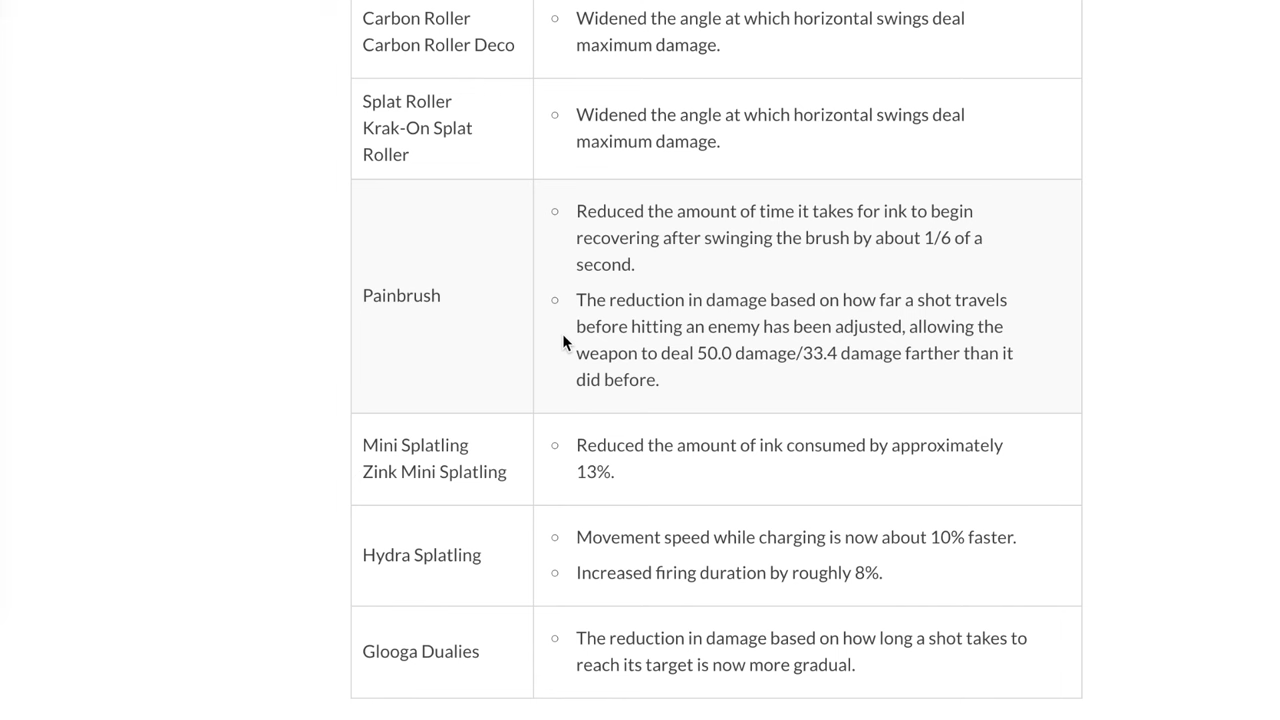 Carbon Roller
Carbon Roller Deco
○ Widened the angle at which horizontal swings deal
maximum damage.
Splat Roller
Krak-On Splat
Roller
○ Widened the angle at which horizontal swings deal
maximum damage.
Painbrush
○ Reduced the amount of time it takes for ink to begin
recovering after swinging the brush by about 1/6 of a
second.
○ The reduction in damage based on how far a shot travels
before hitting an enemy has been adjusted, allowing the
weapon to deal 50.0 damage/33.4 damage farther than it
did before.
Mini Splatling
Zink Mini Splatling
○ Reduced the amount of ink consumed by approximately
13%.
Hydra Splatling
○ Movement speed while charging is now about 10% faster.
○ Increased firing duration by roughly 8%.
Glooga Dualies
○ The reduction in damage based on how long a shot takes to
reach its target is now more gradual.